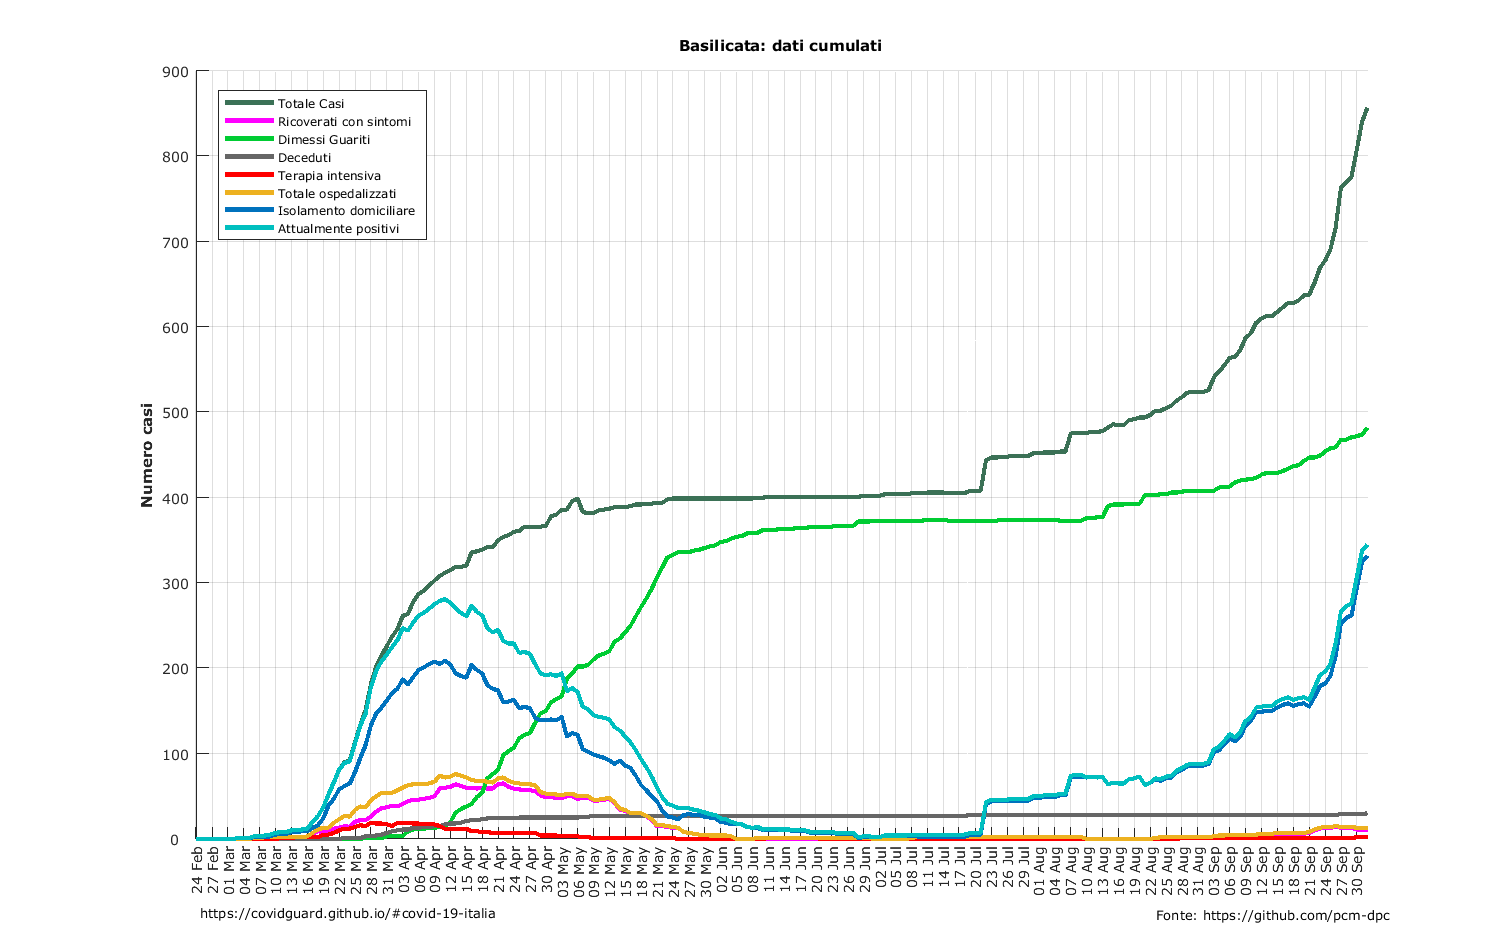 Basilicata: dati cumulati
900
800
700
600
500
400
300
200
100
0
Numero casi
Totale Casi
Ricoverati con sintomi
Dimessi Guariti
Deceduti
Terapia intensiva
Totale ospedalizzati
Isolamento domiciliare
Attualmente positivi
24 Feb
27 Feb
01 Mar
04 Mar
07 Mar
10 Mar
13 Mar
16 Mar
19 Mar
22 Mar
25 Mar
28 Mar
31 Mar
03 Apr
06 Apr
09 Apr
12 Apr
15 Apr
18 Apr
21 Apr
24 Apr
27 Apr
30 Apr
03 May
06 May
09 May
12 May
15 May
18 May
21 May
24 May
27 May
30 May
02 Jun
05 Jun
08 Jun
11 Jun
14 Jun
17 Jun
20 Jun
23 Jun
26 Jun
29 Jun
02 Jul
05 Jul
08 Jul
11 Jul
14 Jul
17 Jul
20 Jul
23 Jul
26 Jul
29 Jul
01 Aug
04 Aug
07 Aug
10 Aug
13 Aug
16 Aug
19 Aug
22 Aug
25 Aug
28 Aug
31 Aug
03 Sep
06 Sep
09 Sep
12 Sep
15 Sep
18 Sep
21 Sep
24 Sep
27 Sep
30 Sep
https://covidguard.github.io/#covid-19-italia
Fonte: https://github.com/pcm-dpc